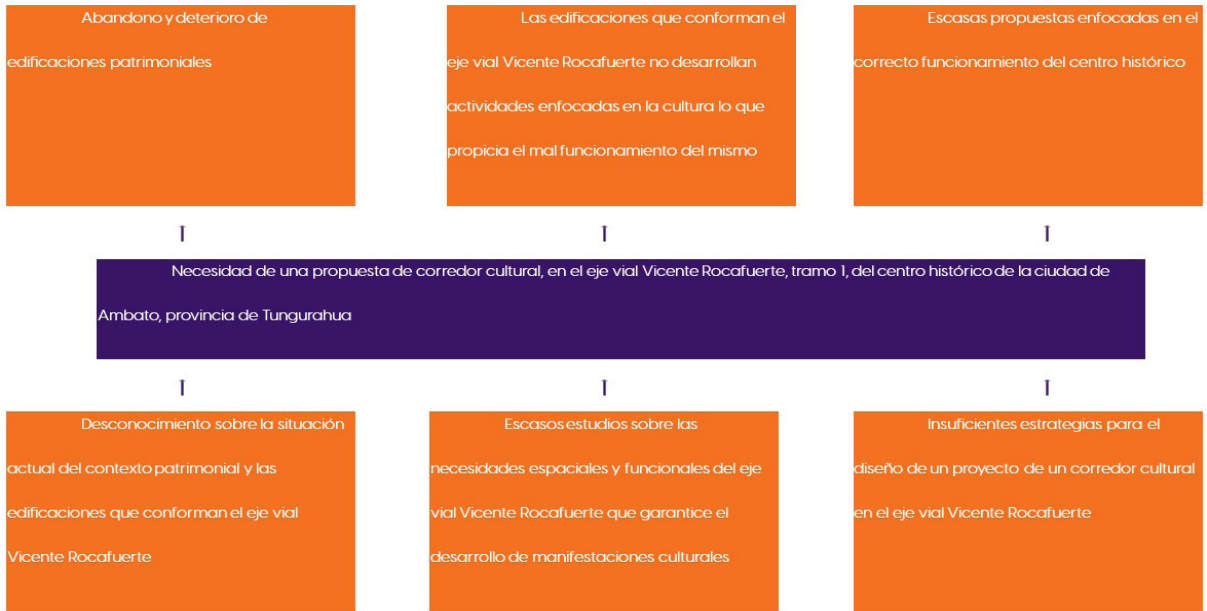 Abandono y deterioro de
edificaciones patrimoniales
Las edificaciones que conforman el
eje vial Vicente Rocafuerte no desarrollan
actividades enfocadas en la cultura lo que
propicia el mal funcionamiento del mismo
Escasas propuestas enfocadas en el
correcto funcionamiento del centro histórico
Necesidad de una propuesta de corredor cultural, en el eje vial Vicente Rocafuerte, tramo 1, del centro histórico de la ciudad de
Ambato, provincia de Tungurahua
Desconocimiento sobre la situación
actual del contexto patrimonial y las
edificaciones que conforman el eje vial
Vicente Rocafuerte
Escasos estudios sobre las
necesidades espaciales y funcionales del eje
vial Vicente Rocafuerte que garantice el
desarrollo de manifestaciones culturales
Insuficientes estrategias para el
diseño de un proyecto de un corredor cultural
en el eje vial Vicente Rocafuerte